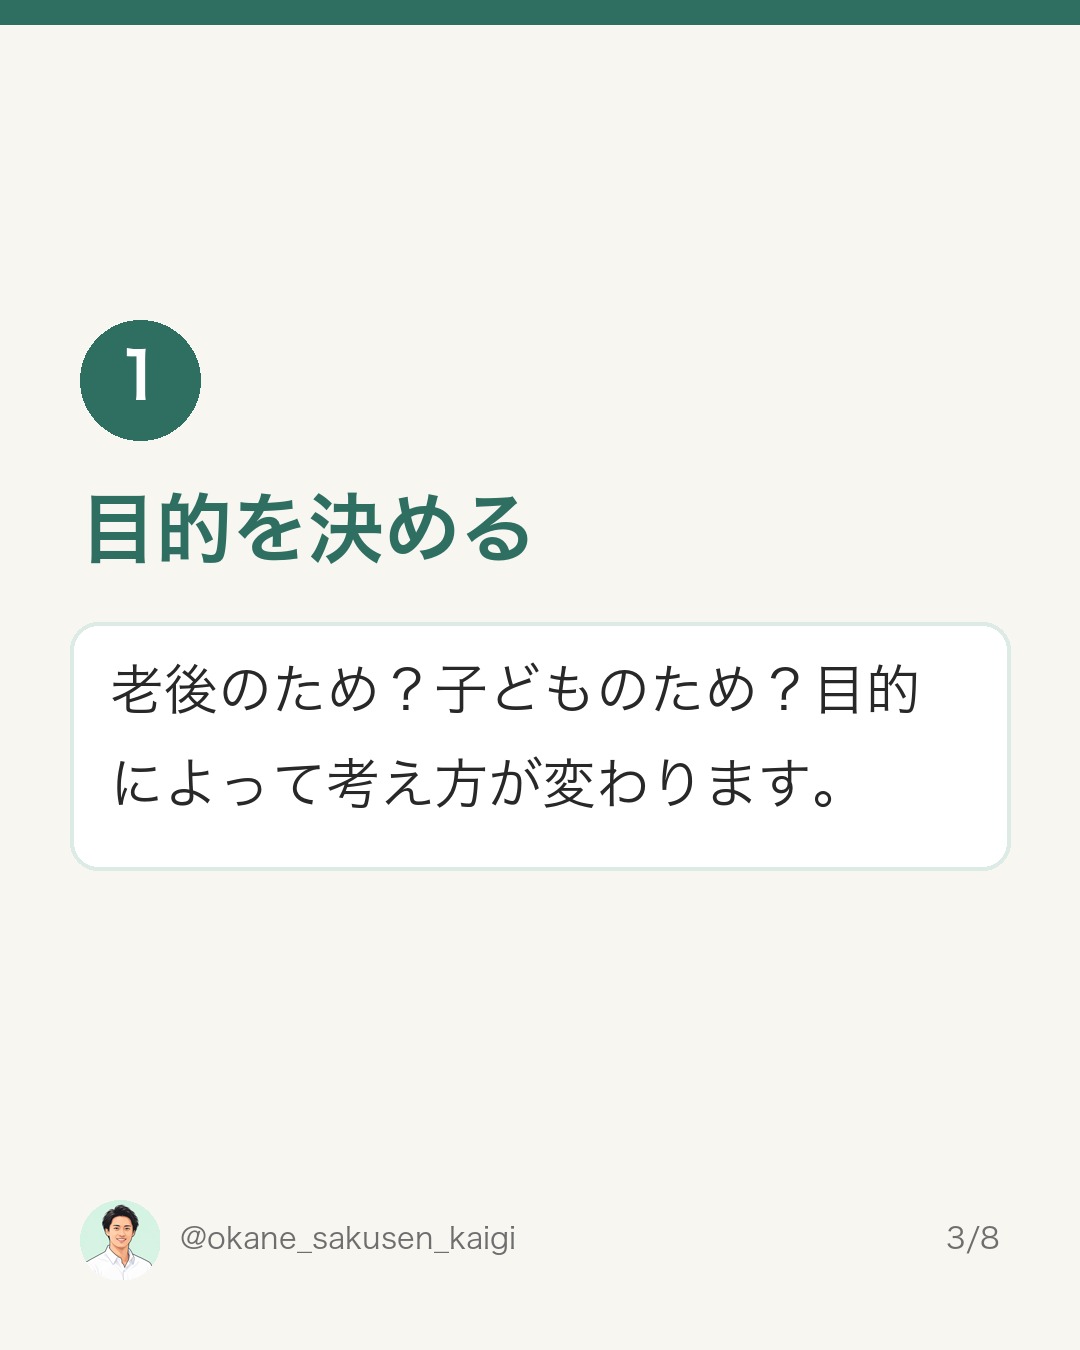 1
目的を決める
老後のため？子どものため？目的
によって考え方が変わります。
@okane_sakusen_kaigi
3/8